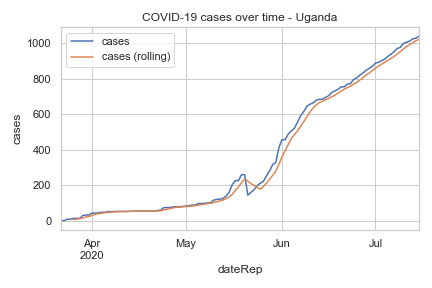 COVID-19 cases over time - Uganda
cases
cases (rolling)
1000
800
600
400
200
0
cases
Apr
2020
May
Jun
Jul
dateRep